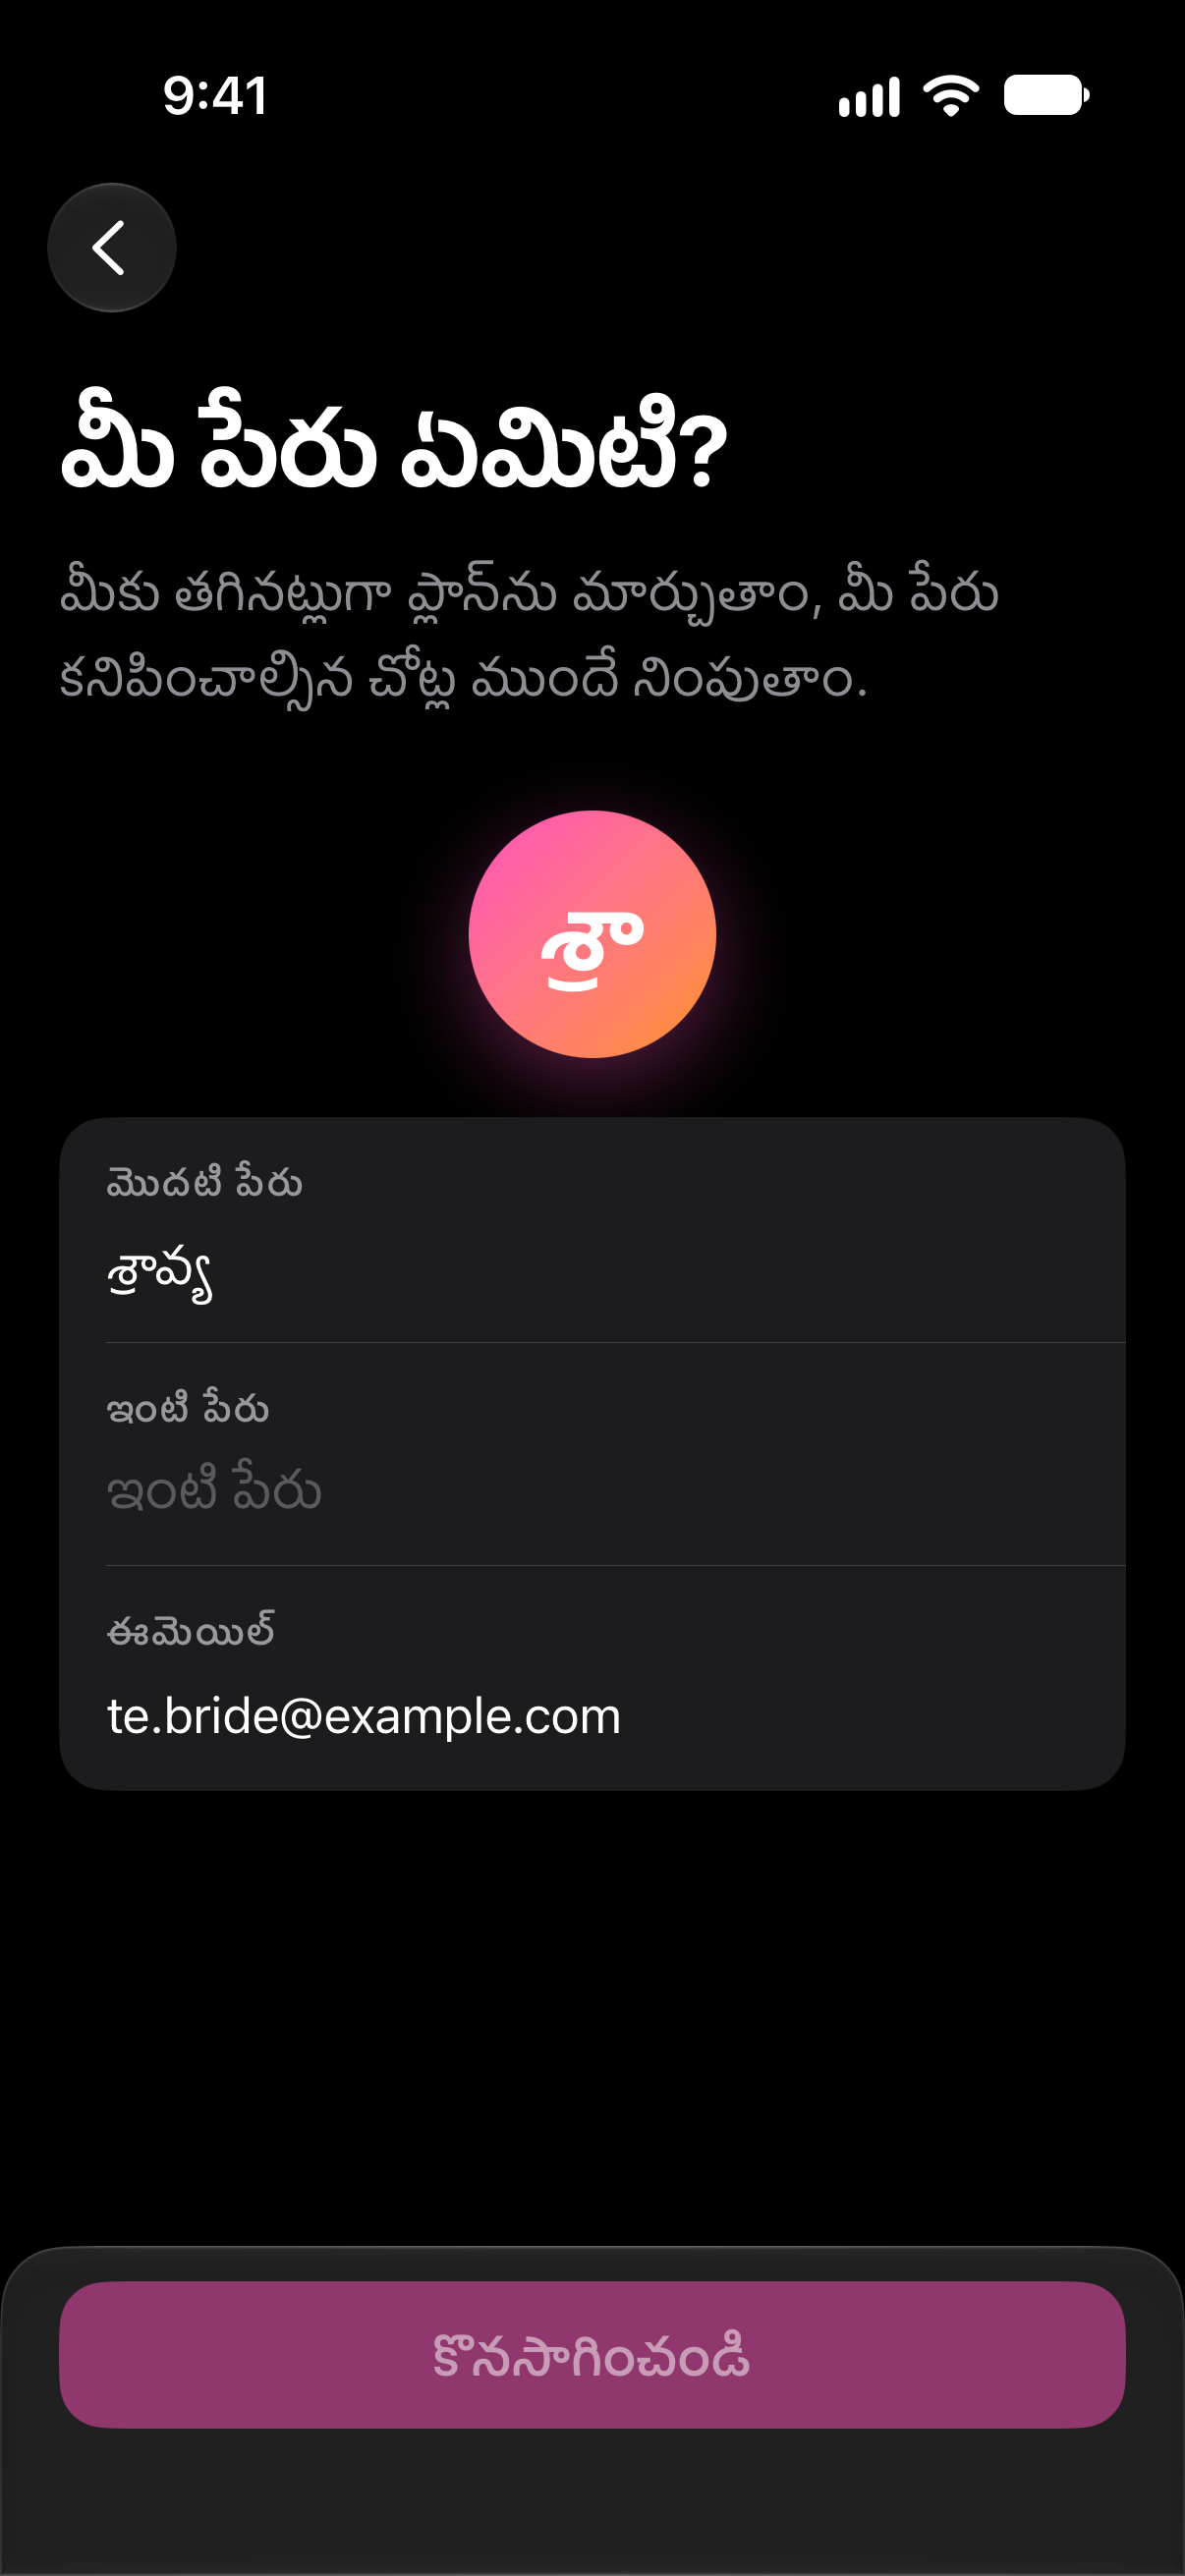 9:41
మీ పేరు ఏమిటి?
మీకు తగినట్లుగా ప్లాన్‌ను మార్చుతాం, మీ పేరు
కనిపించాల్సిన చోట్ల ముందే నింపుతాం.
శ్రా
మొదటి పేరు
శ్రావ్య
ఇంటి పేరు
ఇంటి పేరు
ఈమెయిల్
te.bride@example.com
కొనసాగించండి